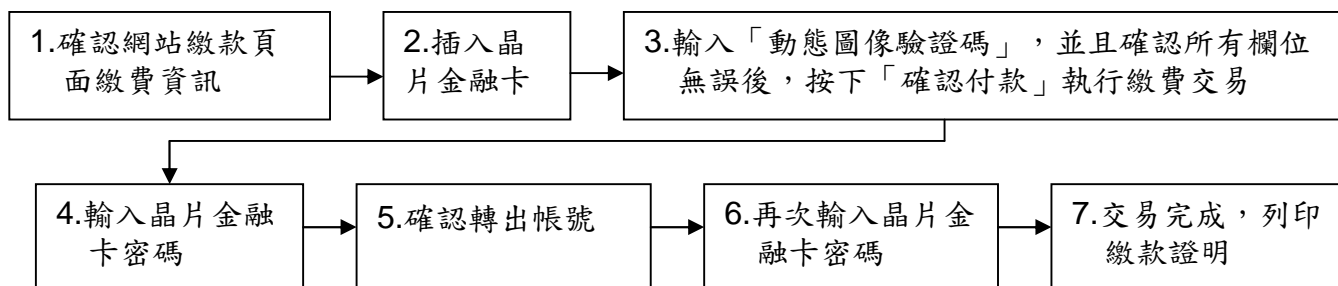 1.確認網站繳款頁
面繳費資訊
2.插入晶
片金融卡
3.輸入「動態圖像驗證碼」，並且確認所有欄位
無誤後，按下「確認付款」執行繳費交易
4.輸入晶片金融
卡密碼
5.確認轉出帳號
6.再次輸入晶片金
融卡密碼
7.交易完成，列印
繳款證明